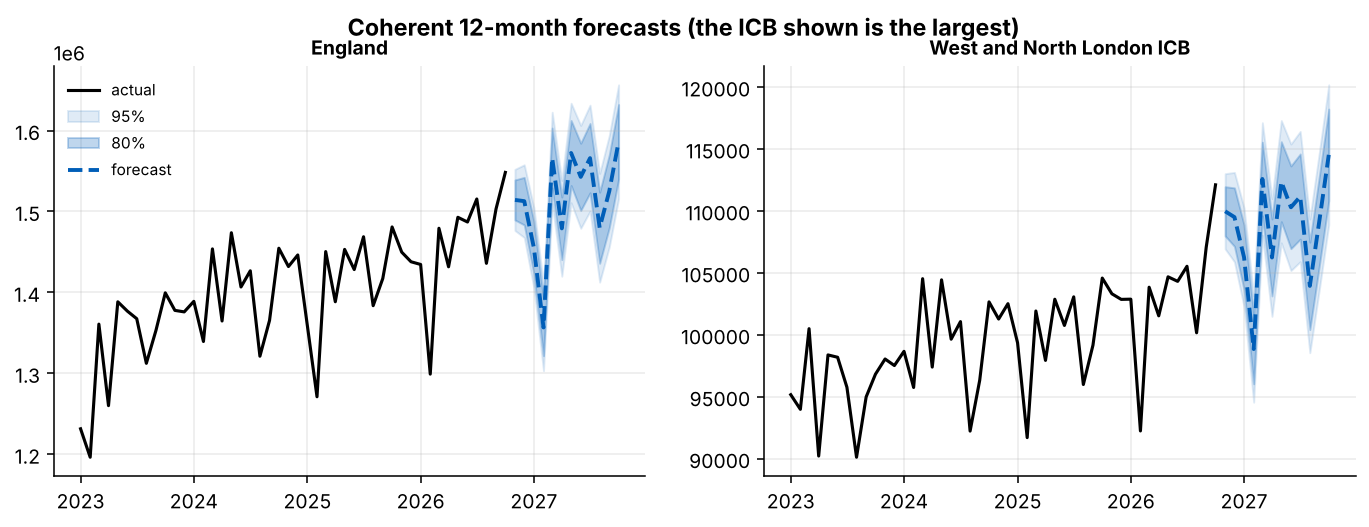 Coherent 12-month forecasts (the ICB shown is the largest)
England
1e6
actual
95%
80%
forecast
1.6
1.5
1.4
1.3
1.2
2023 2024 2025 2026 2027
West and North London ICB
120000
115000
110000
105000
100000
95000
90000
2023 2024 2025 2026 2027